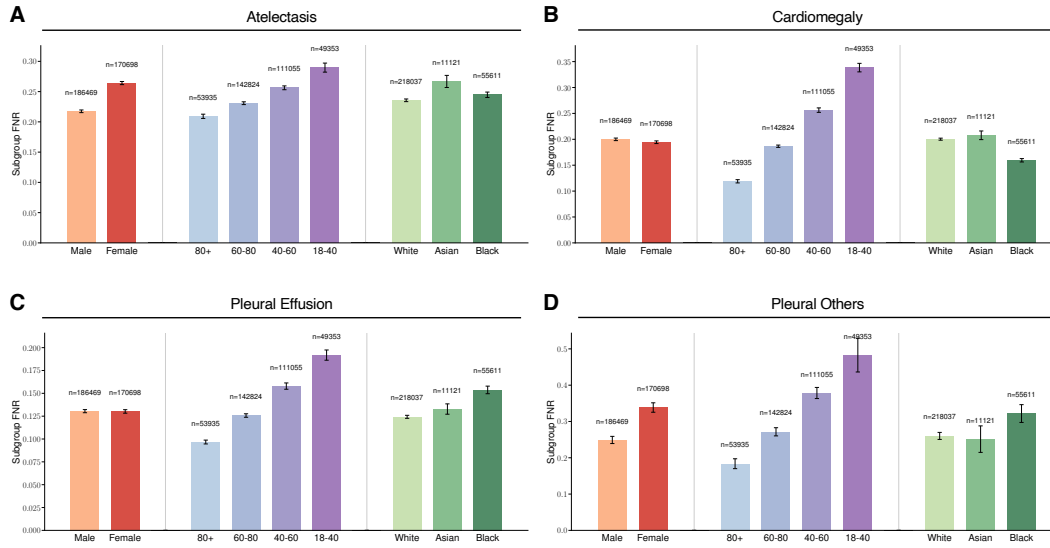 A
Atelectasis
Subgroup FNR
0.30
0.25
0.20
0.15
0.10
0.05
0.00
n=186469
n=170698
n=53935
n=142824
n=111055
n=49353
n=218037
n=11121
n=55611
Male Female 80+ 60-80 40-60 18-40 White Asian Black
B
Cardiomegaly
Subgroup FNR
0.35
0.30
0.25
0.20
0.15
0.10
0.05
0.00
n=186469
n=170698
n=53935
n=142824
n=111055
n=49353
n=218037
n=11121
n=55611
Male Female 80+ 60-80 40-60 18-40 White Asian Black
C
Pleural Effusion
Subgroup FNR
0.200
0.175
0.150
0.125
0.100
0.075
0.050
0.025
0.000
n=186469
n=170698
n=53935
n=142824
n=111055
n=49353
n=218037
n=11121
n=55611
Male Female 80+ 60-80 40-60 18-40 White Asian Black
D
Pleural Others
Subgroup FNR
0.5
0.4
0.3
0.2
0.1
0.0
n=186469
n=170698
n=53935
n=142824
n=111055
n=49353
n=218037
n=11121
n=55611
Male Female 80+ 60-80 40-60 18-40 White Asian Black